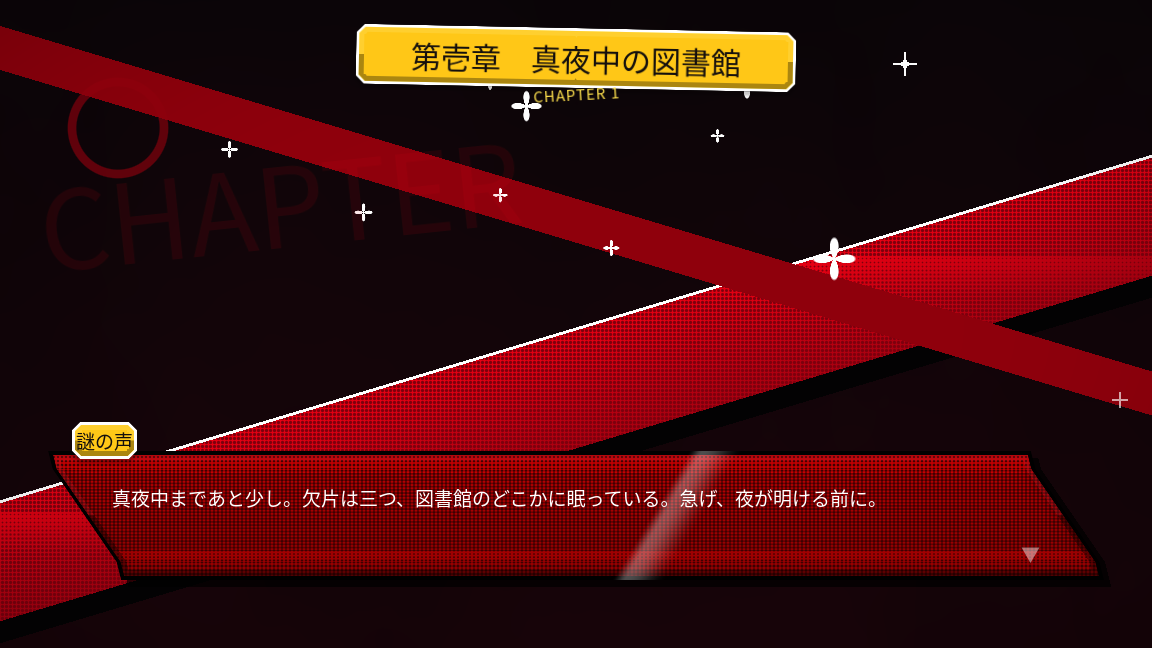 第壱章　真夜中の図書館
CHAPTER 1
CHAPTER
謎の声
真夜中まであと少し。欠片は三つ、図書館のどこかに眠っている。急げ、夜が明ける前に。